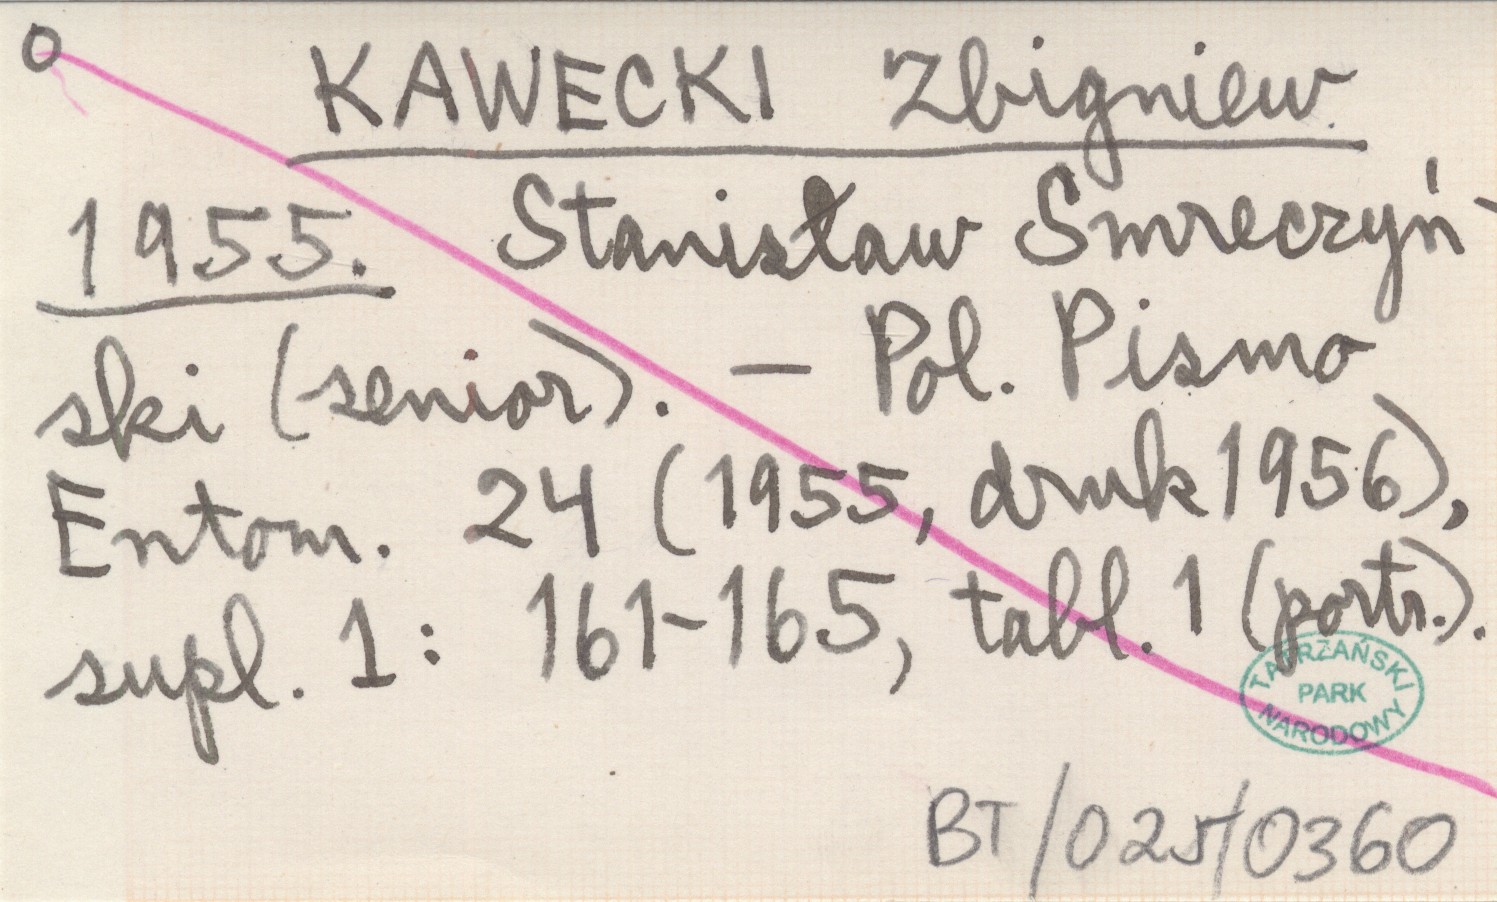 O
KAWECKI Zbigniew.
1955. Stanisław Smreczyń-
ski (senior). — Pol. Pismo
Entom. 24 (1955, druk 1956),
supl. 1: 161-165, tabl. 1 (portr.).
TATRZAŃSKI
PARK
NARODOWY
BT/025/0360